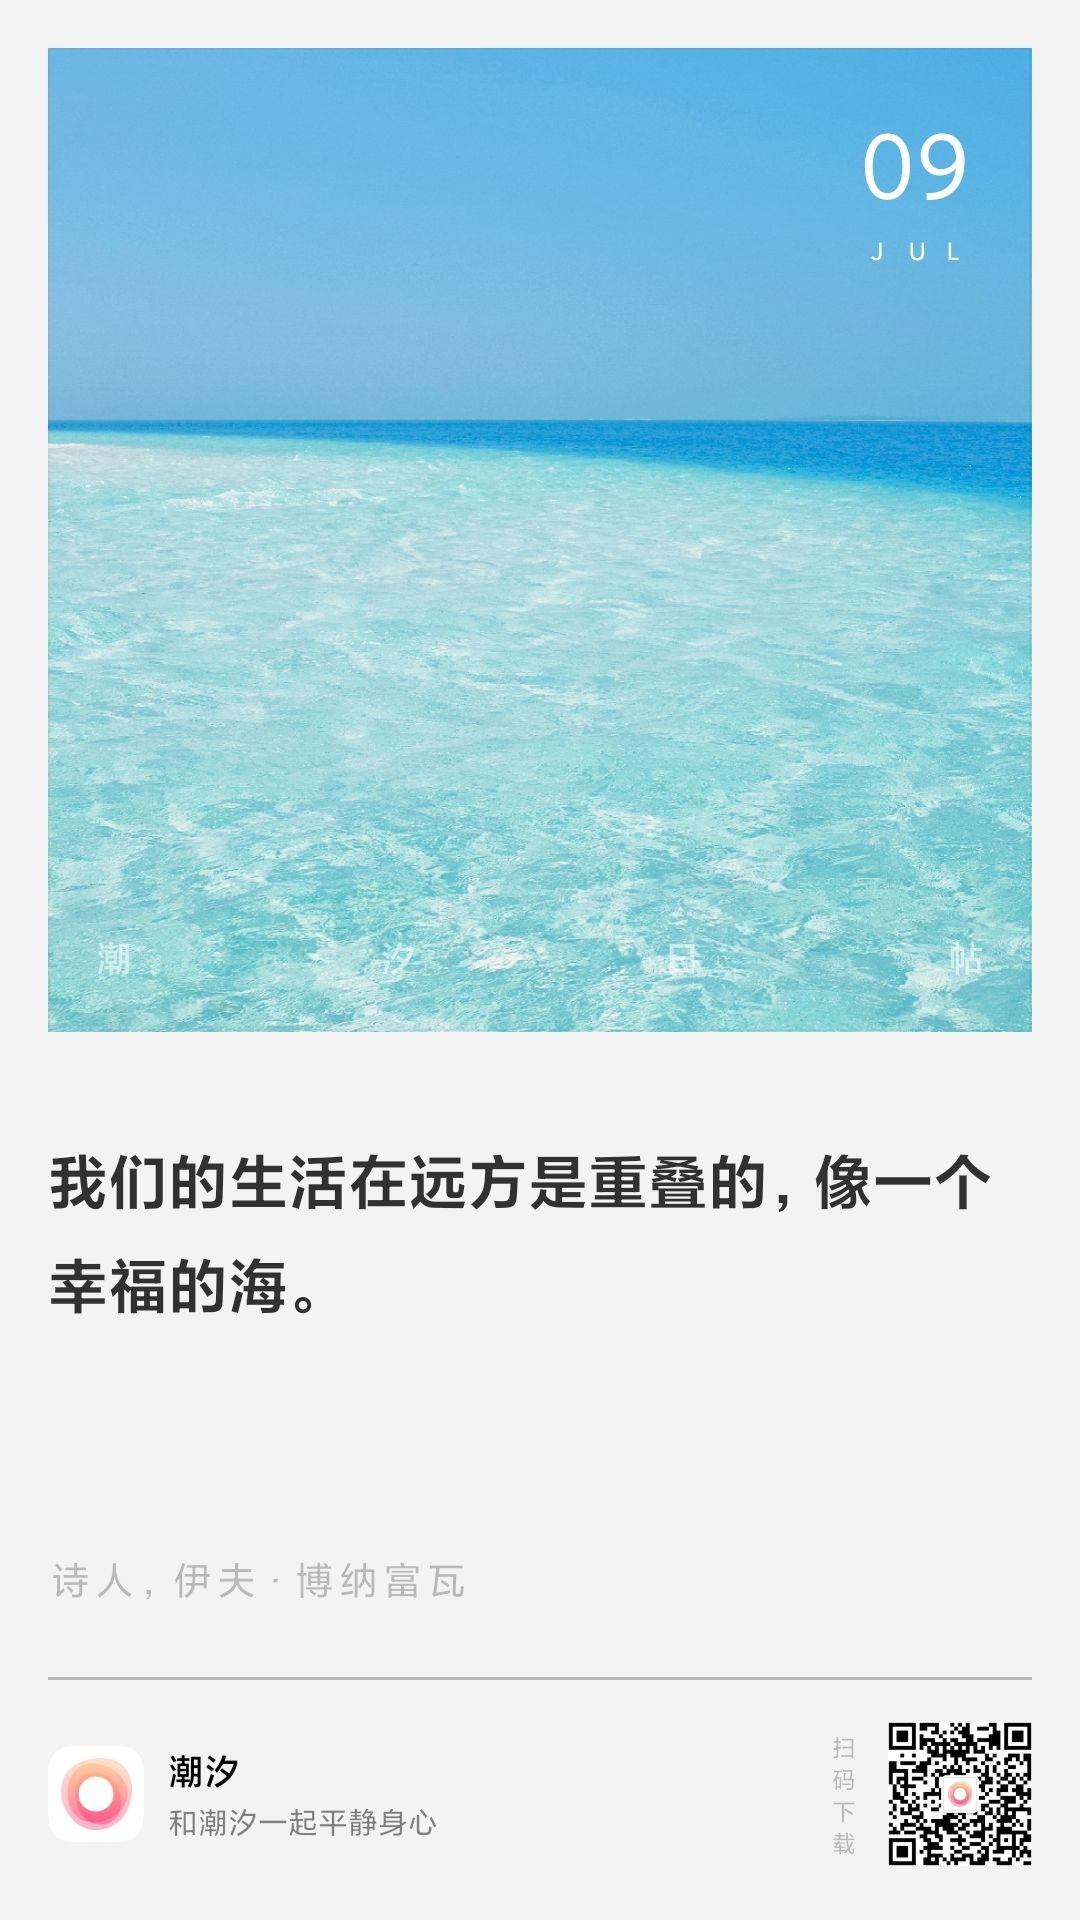 09
JUL
潮汐日帖
我们的生活在远方是重叠的，像一个
幸福的海。
诗人，伊夫·博纳富瓦
潮汐
和潮汐一起平静身心
扫码下载